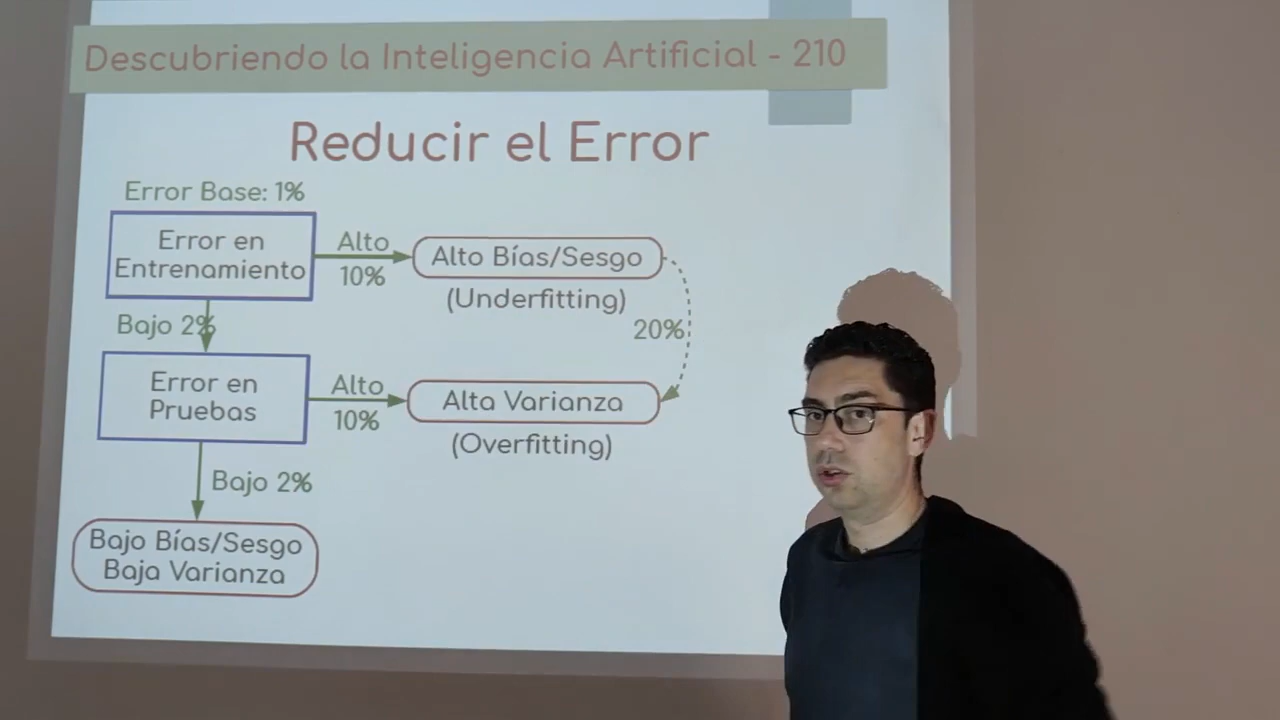 Descubriendo la Inteligencia Artificial - 210
Reducir el Error
Error Base: 1%
Error en
Entrenamiento
Alto
10%
Alto Bías/Sesgo
(Underfitting)
Bajo 2%
20%
Error en
Pruebas
Alto
10%
Alta Varianza
(Overfitting)
Bajo 2%
Bajo Bías/Sesgo
Baja Varianza